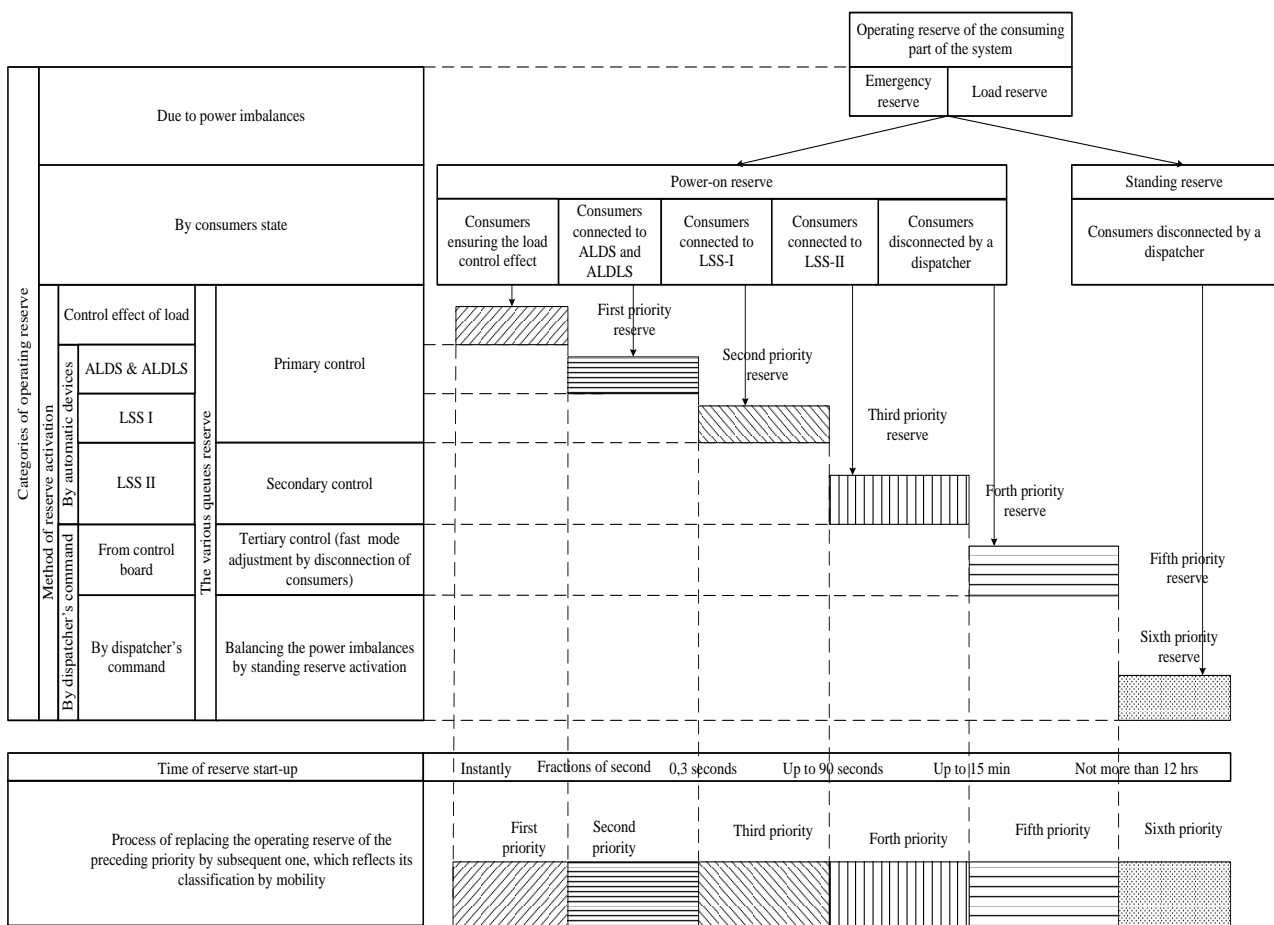 Operating reserve of the consuming
part of the system
Emergency
reserve
Load reserve
Categories of operating reserve
Due to power imbalances
By consumers state
Power-on reserve
Standing reserve
Consumers
ensuring the load
control effect
Consumers
connected to
ALDS and
ALDLS
Consumers
connected to
LSS-I
Consumers
connected to
LSS-II
Consumers
disconnected by a
dispatcher
Consumers disconnected by a
dispatcher
Method of reserve activation
By automatic devices
By dispatcher's command
The various queues reserve
Control effect of load
ALDS & ALDLS
LSS I
LSS II
From control
board
By dispatcher's
command
Primary control
Secondary control
Tertiary control (fast mode
adjustment by disconnection of
consumers)
Balancing the power imbalances
by standing reserve activation
First priority
reserve
Second priority
reserve
Third priority
reserve
Forth priority
reserve
Fifth priority
reserve
Sixth priority
reserve
Time of reserve start-up
Instantly
Fractions of second
0,3 seconds
Up to 90 seconds
Up to 15 min
Not more than 12 hrs
Process of replacing the operating reserve of the
preceding priority by subsequent one, which reflects its
classification by mobility
First
priority
Second
priority
Third priority
Forth priority
Fifth priority
Sixth priority